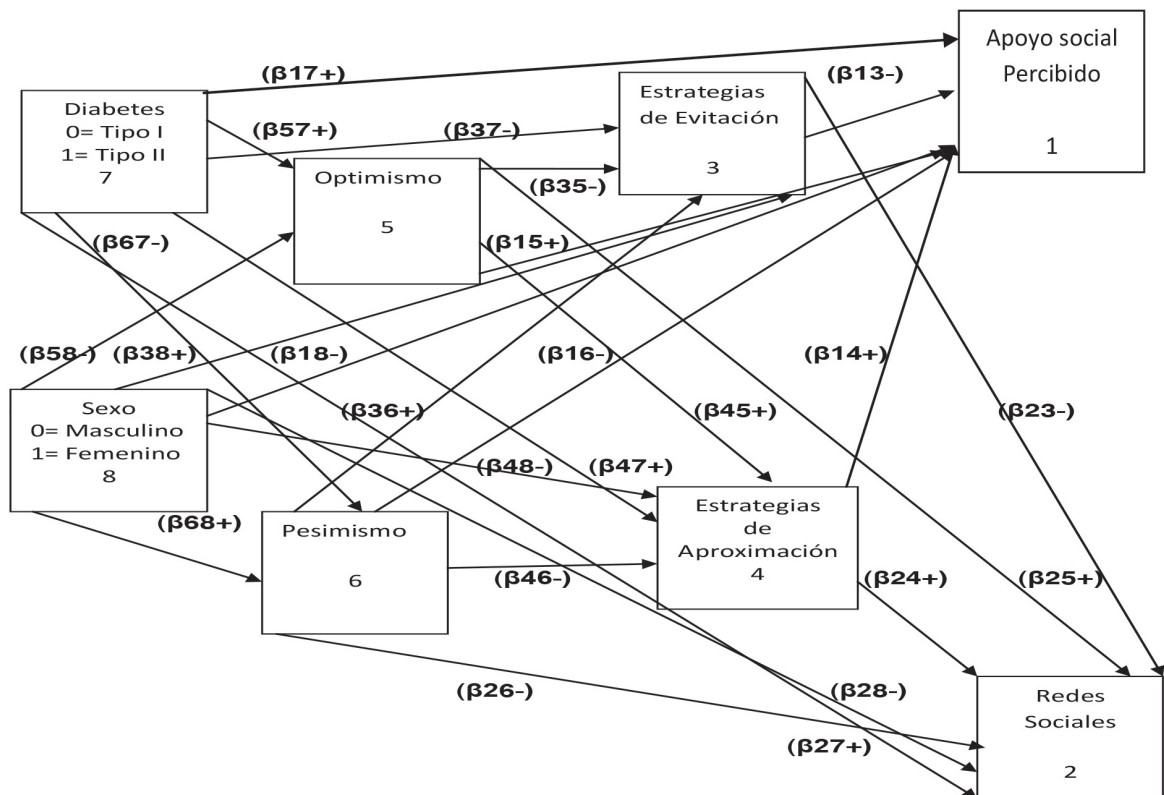 Apoyo social
Percibido
1
(β17+)
(β13-)
Diabetes
0= Tipo I
1= Tipo II
7
Estrategias
de Evitación
3
(β57+)
(β37-)
Optimismo
5
(β35-)
(β67-)
(β15+)
(β58-)
(β38+)
(β18-)
(β16-)
(β14+)
Sexo
0= Masculino
1= Femenino
8
(β36+)
(β45+)
(β23-)
(β48-)
(β47+)
Estrategias
de
Aproximación
4
(β68+)
Pesimismo
6
(β46-)
(β24+)
(β25+)
(β26-)
(β28-)
(β27+)
Redes
Sociales
2